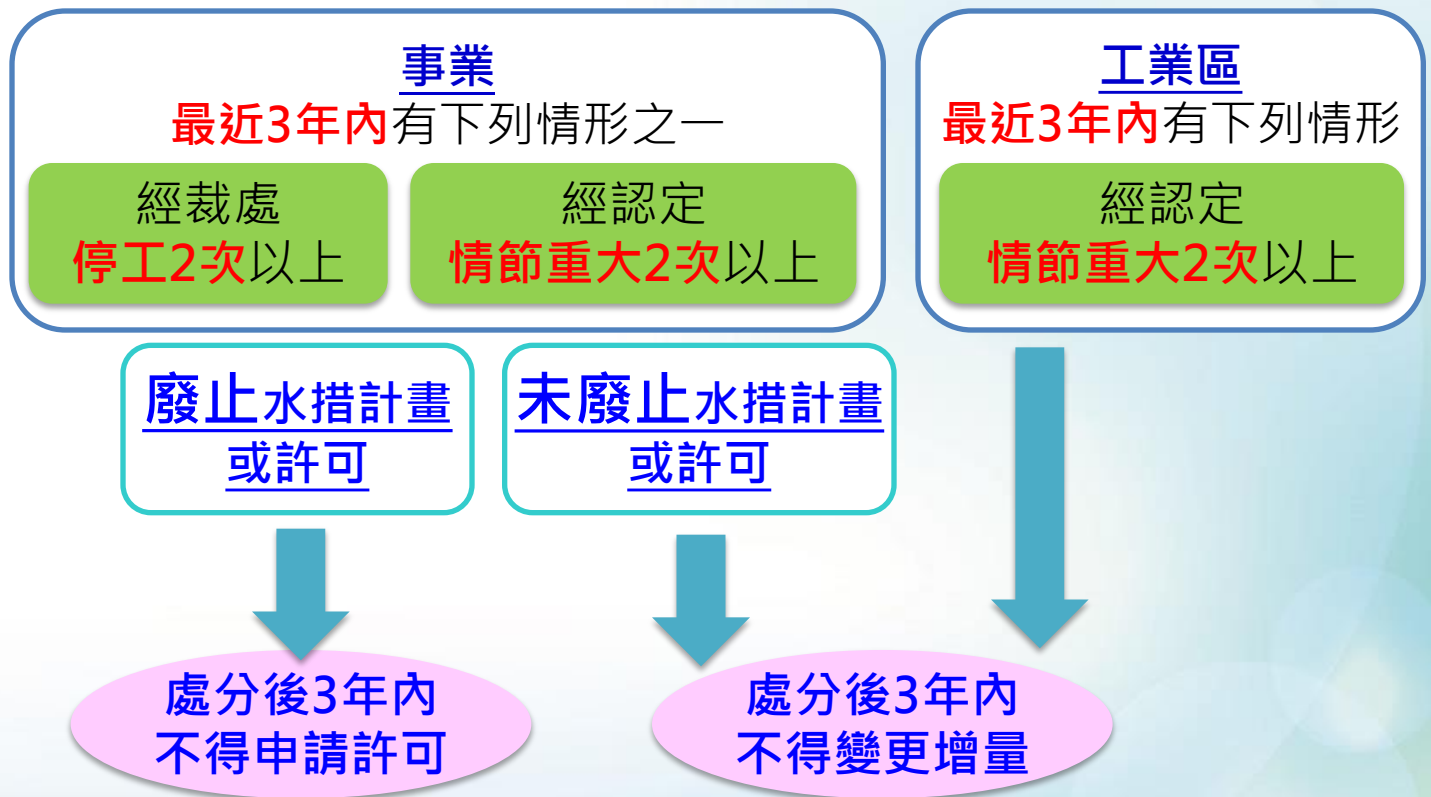 事業
最近3年內有下列情形之一
經裁處
停工2次以上
經認定
情節重大2次以上
工業區
最近3年內有下列情形
經認定
情節重大2次以上
廢止水措計畫
或許可
未廢止水措計畫
或許可
處分後3年內
不得申請許可
處分後3年內
不得變更增量